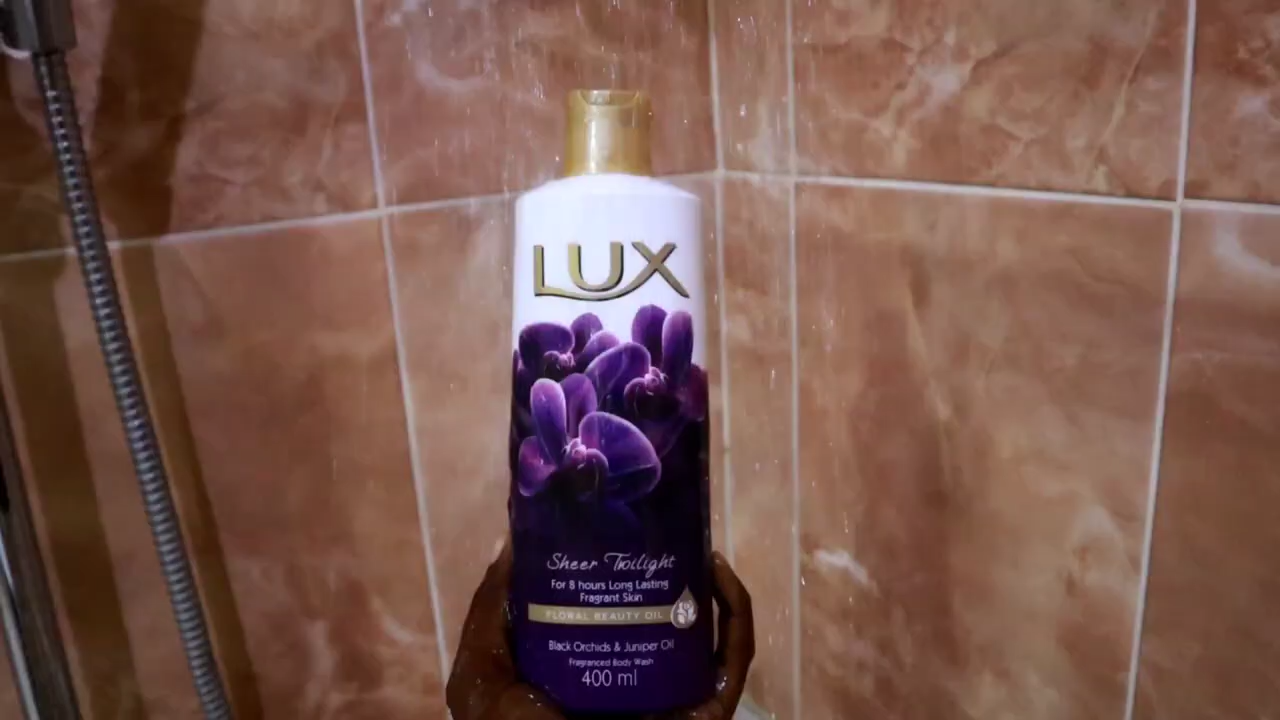 LUX
Sheer Twilight
For 8 hours Long Lasting
Fragrant Skin
FLORAL BEAUTY OIL
Black Orchids & Juniper Oil
Fragranced Body Wash
400 ml